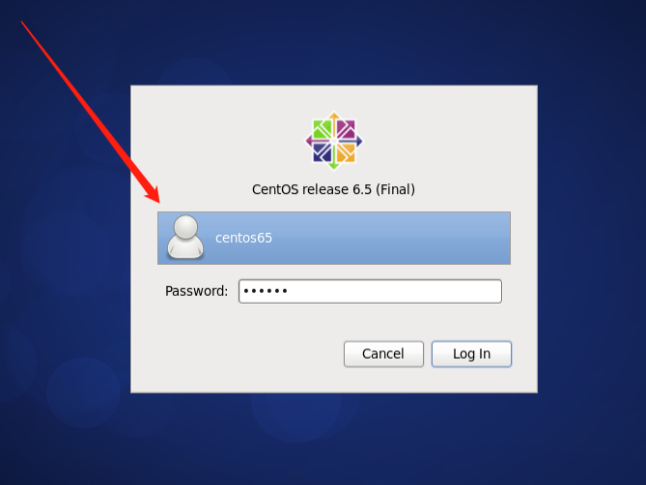 CentOS release 6.5 (Final)
centos65
Password: ••••••
Cancel Log In